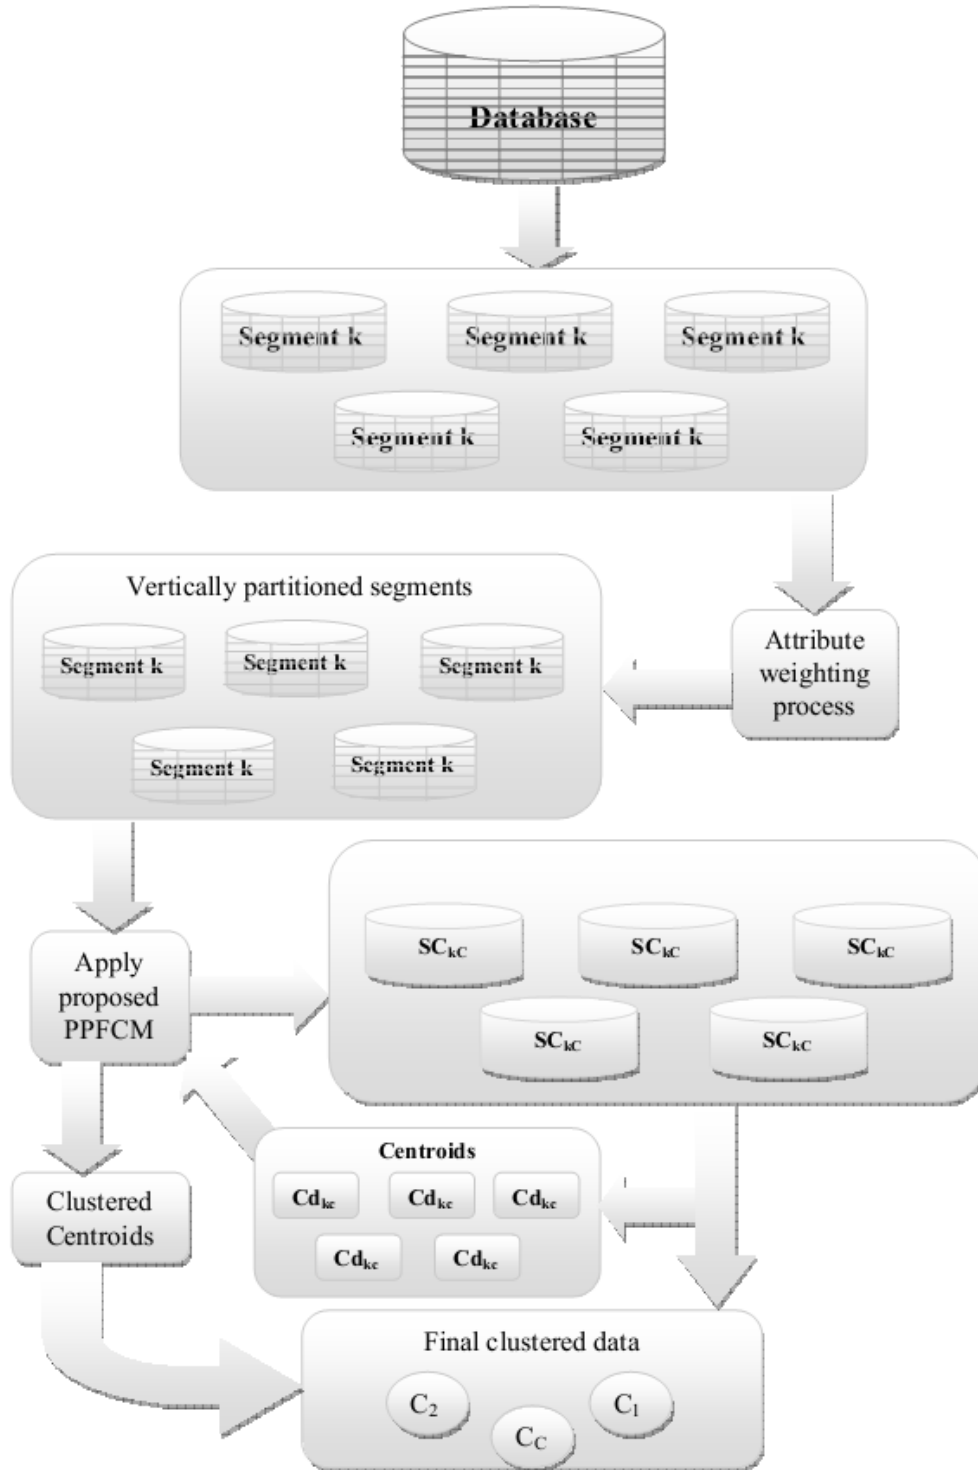 Database
Segment k
Segment k
Segment k
Segment k
Segment k
Vertically partitioned segments
Segment k
Segment k
Segment k
Segment k
Segment k
Attribute
weighting
process
Apply
proposed
PPFCM
SCkC
SCkC
SCkC
SCkC
SCkC
Centroids
Cdkc
Cdkc
Cdkc
Cdkc
Cdkc
Clustered
Centroids
Final clustered data
C2
C1
CC